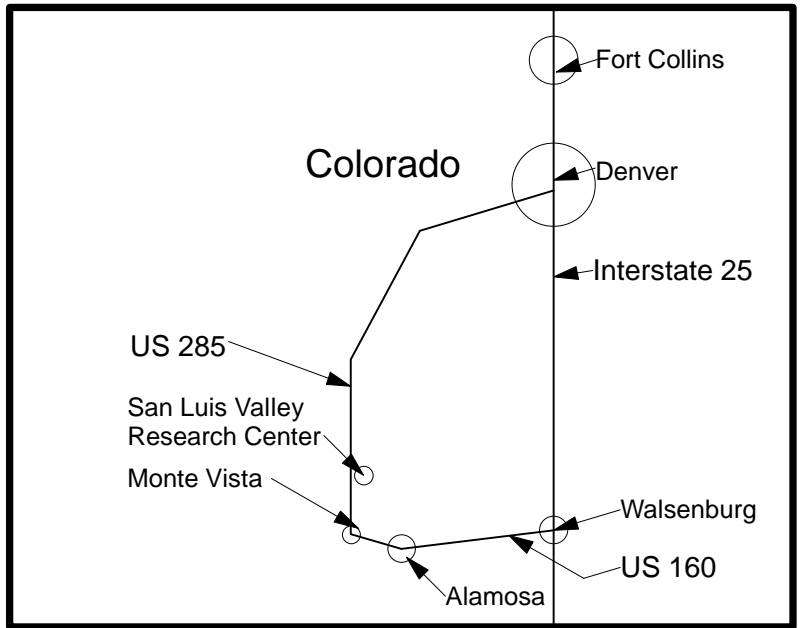 Fort Collins
Colorado
Denver
Interstate 25
US 285
San Luis Valley
Research Center
Monte Vista
Walsenburg
US 160
Alamosa